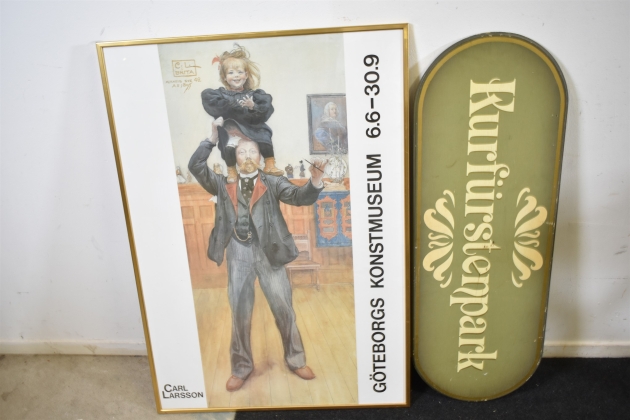 GÖTEBORGS KONSTMUSEUM 6.6–30.9
CARL
LARSSON
Kurfürstenpark